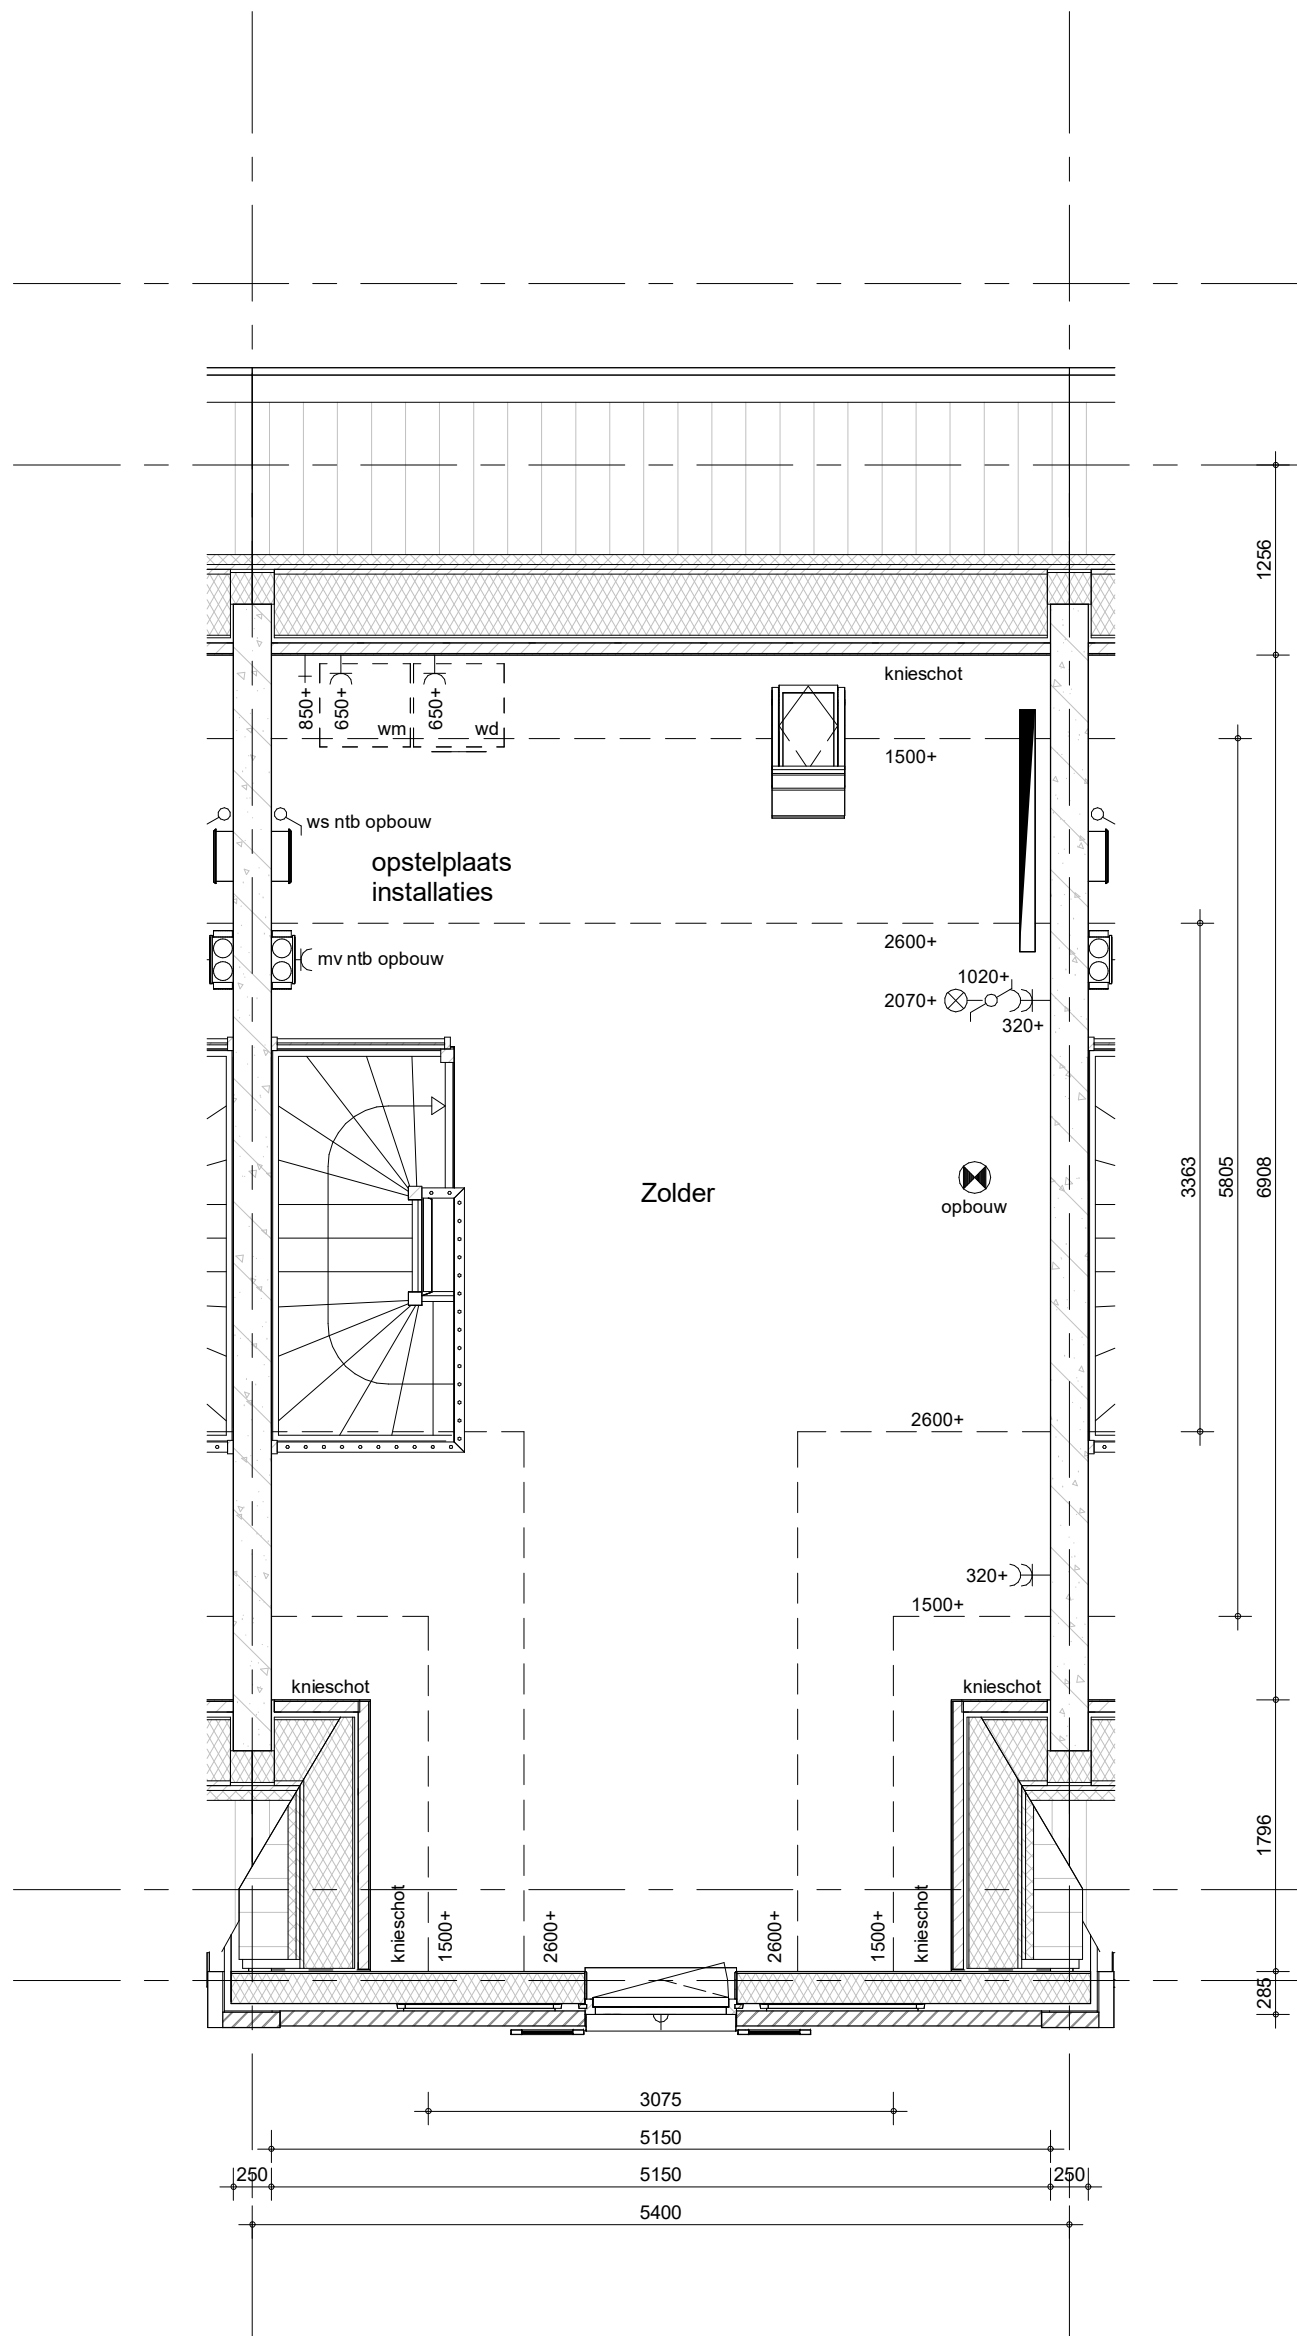 1256
knieschot
850+
650+
wm
650+
wd
1500+
ws ntb opbouw
opstelplaats
installaties
2600+
mv ntb opbouw
1020+
2070+
320+
Zolder
opbouw
3363
5805
6908
2600+
320+
1500+
knieschot
knieschot
1796
knieschot
1500+
2600+
2600+
1500+
knieschot
285
3075
5150
250
5150
250
5400